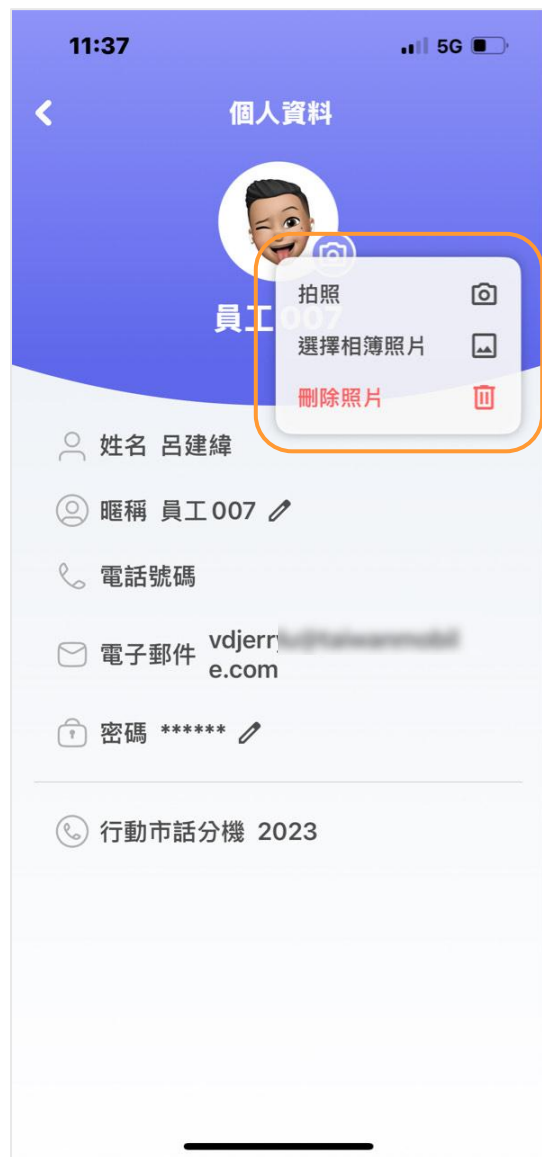 11:37
5G
個人資料
員工007
拍照
選擇相簿照片
刪除照片
姓名 呂建緯
暱稱 員工007
電話號碼
電子郵件 vdjerr
e.com
密碼 ******
行動市話分機 2023